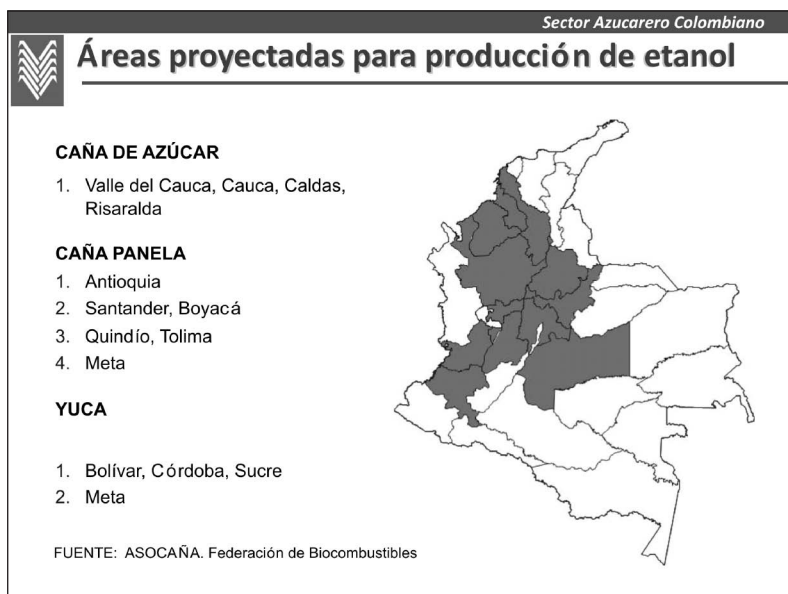 Sector Azucarero Colombiano
Áreas proyectadas para producción de etanol
CAÑA DE AZÚCAR
1. Valle del Cauca, Cauca, Caldas,
Risaralda
CAÑA PANELA
1. Antioquia
2. Santander, Boyacá
3. Quindío, Tolima
4. Meta
YUCA
1. Bolívar, Córdoba, Sucre
2. Meta
FUENTE: ASOCAÑA. Federación de Biocombustibles